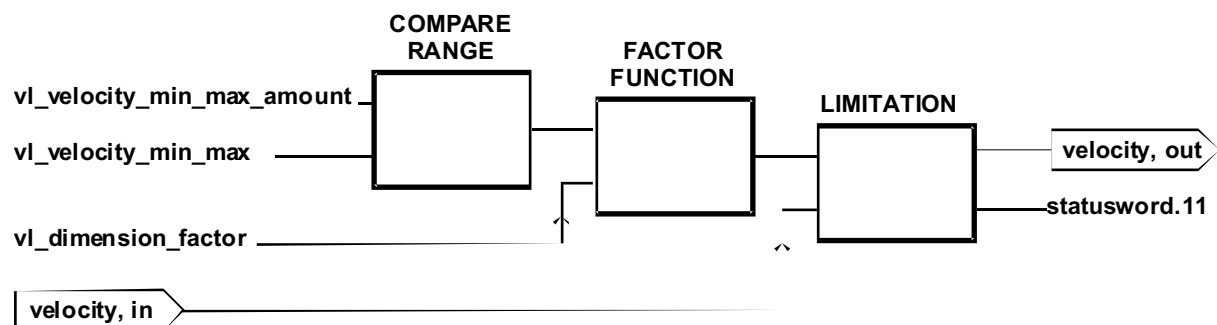 COMPARE
RANGE
FACTOR
FUNCTION
LIMITATION
vl_velocity_min_max_amount
vl_velocity_min_max
velocity, out
statusword.11
vl_dimension_factor
velocity, in